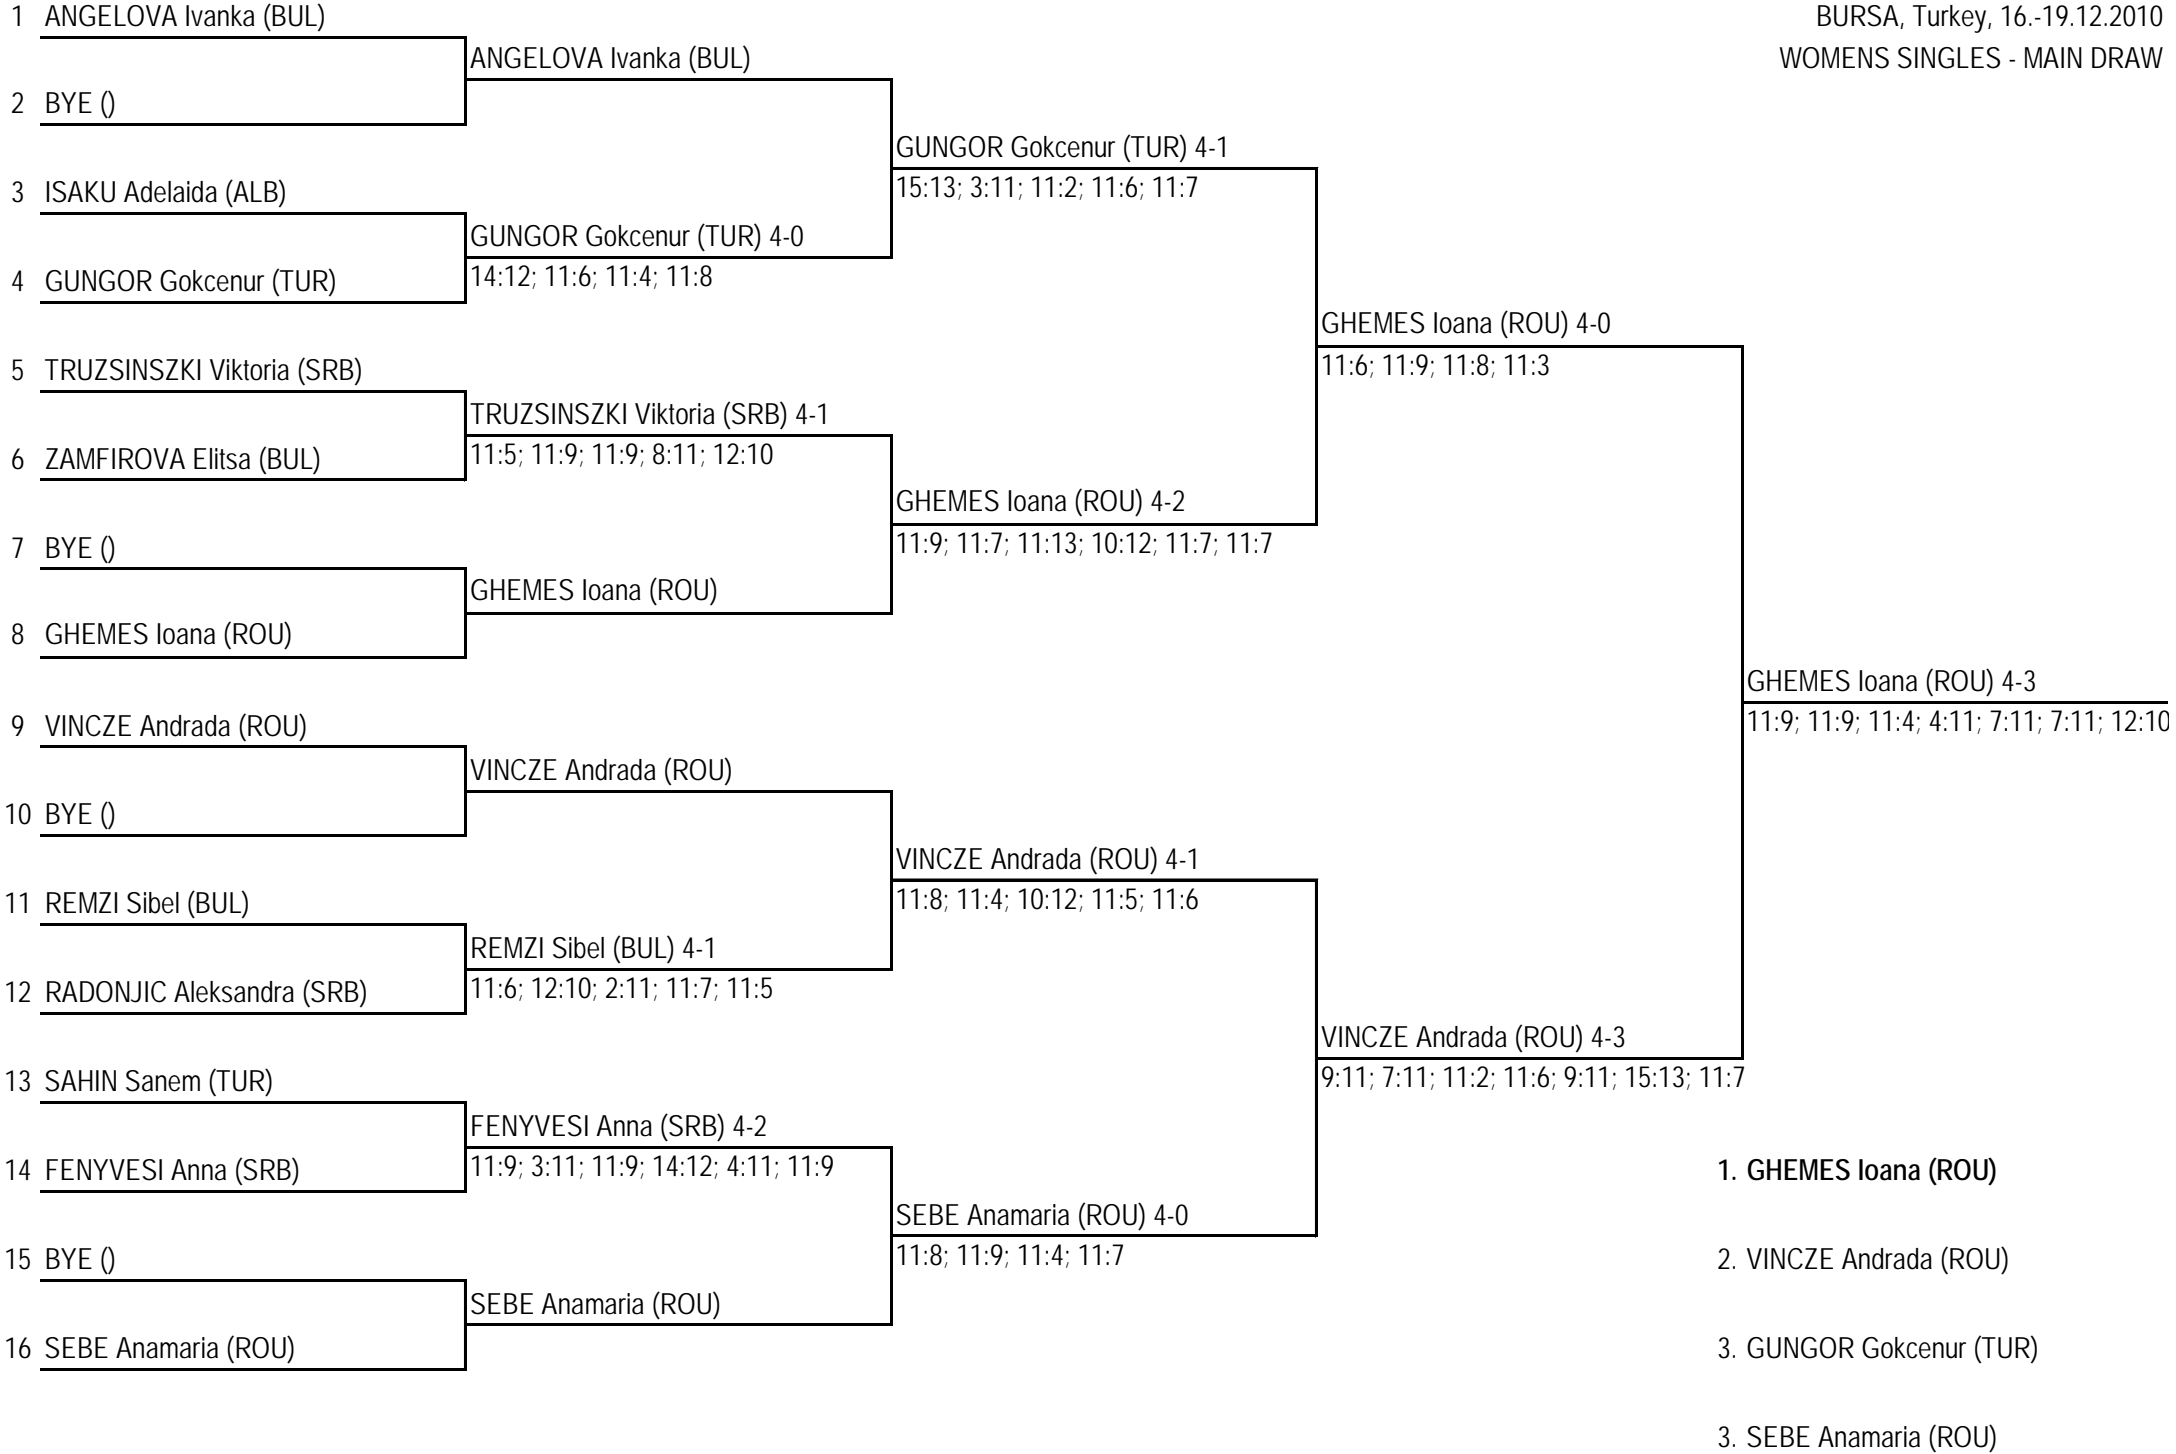 1 ANGELOVA Ivanka (BUL)
BURSA, Turkey, 16.-19.12.2010
ANGELOVA Ivanka (BUL)
WOMENS SINGLES - MAIN DRAW
2 BYE ()
GUNGOR Gokcenur (TUR) 4-1
3 ISAKU Adelaida (ALB)
15:13; 3:11; 11:2; 11:6; 11:7
GUNGOR Gokcenur (TUR) 4-0
4 GUNGOR Gokcenur (TUR)
14:12; 11:6; 11:4; 11:8
GHEMES Ioana (ROU) 4-0
5 TRUZSINSZKI Viktoria (SRB)
11:6; 11:9; 11:8; 11:3
TRUZSINSZKI Viktoria (SRB) 4-1
6 ZAMFIROVA Elitsa (BUL)
11:5; 11:9; 11:9; 8:11; 12:10
GHEMES Ioana (ROU) 4-2
7 BYE ()
11:9; 11:7; 11:13; 10:12; 11:7; 11:7
GHEMES Ioana (ROU)
8 GHEMES Ioana (ROU)
GHEMES Ioana (ROU) 4-3
9 VINCZE Andrada (ROU)
11:9; 11:9; 11:4; 4:11; 7:11; 7:11; 12:10
VINCZE Andrada (ROU)
10 BYE ()
VINCZE Andrada (ROU) 4-1
11 REMZI Sibel (BUL)
11:8; 11:4; 10:12; 11:5; 11:6
REMZI Sibel (BUL) 4-1
12 RADONJIC Aleksandra (SRB)
11:6; 12:10; 2:11; 11:7; 11:5
VINCZE Andrada (ROU) 4-3
13 SAHIN Sanem (TUR)
9:11; 7:11; 11:2; 11:6; 9:11; 15:13; 11:7
FENYVESI Anna (SRB) 4-2
14 FENYVESI Anna (SRB)
11:9; 3:11; 11:9; 14:12; 4:11; 11:9
1. GHEMES Ioana (ROU)
SEBE Anamaria (ROU) 4-0
15 BYE ()
11:8; 11:9; 11:4; 11:7
2. VINCZE Andrada (ROU)
SEBE Anamaria (ROU)
16 SEBE Anamaria (ROU)
3. GUNGOR Gokcenur (TUR)
3. SEBE Anamaria (ROU)